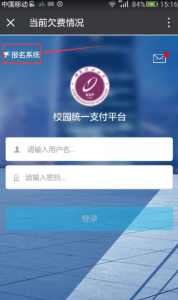 中国移动 84% 15:16
当前欠费情况
报名系统
校园统一支付平台
请输入用户名...
请输入密码...
登录